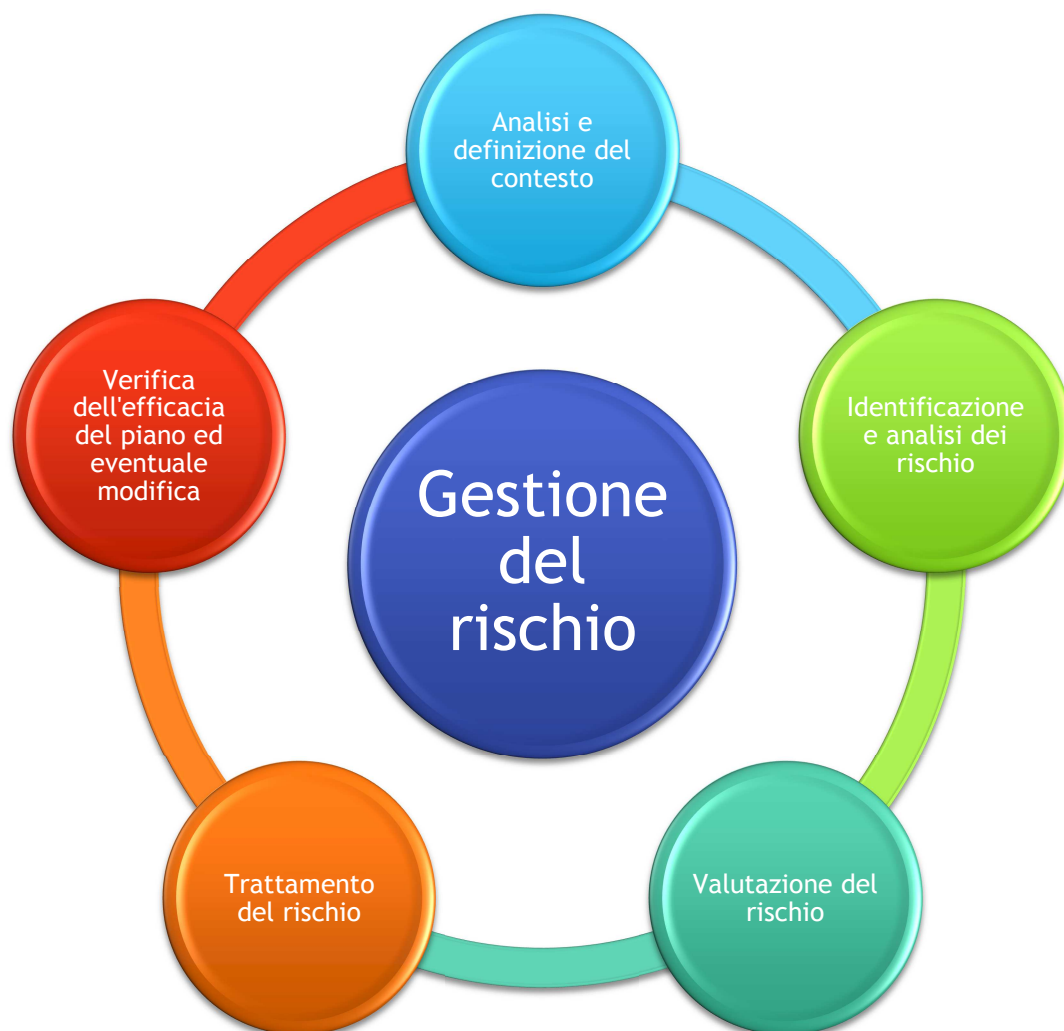 Analisi e
definizione del
contesto
Identificazione
e analisi dei
rischio
Valutazione del
rischio
Trattamento
del rischio
Verifica
dell'efficacia
del piano ed
eventuale
modifica
Gestione
del
rischio